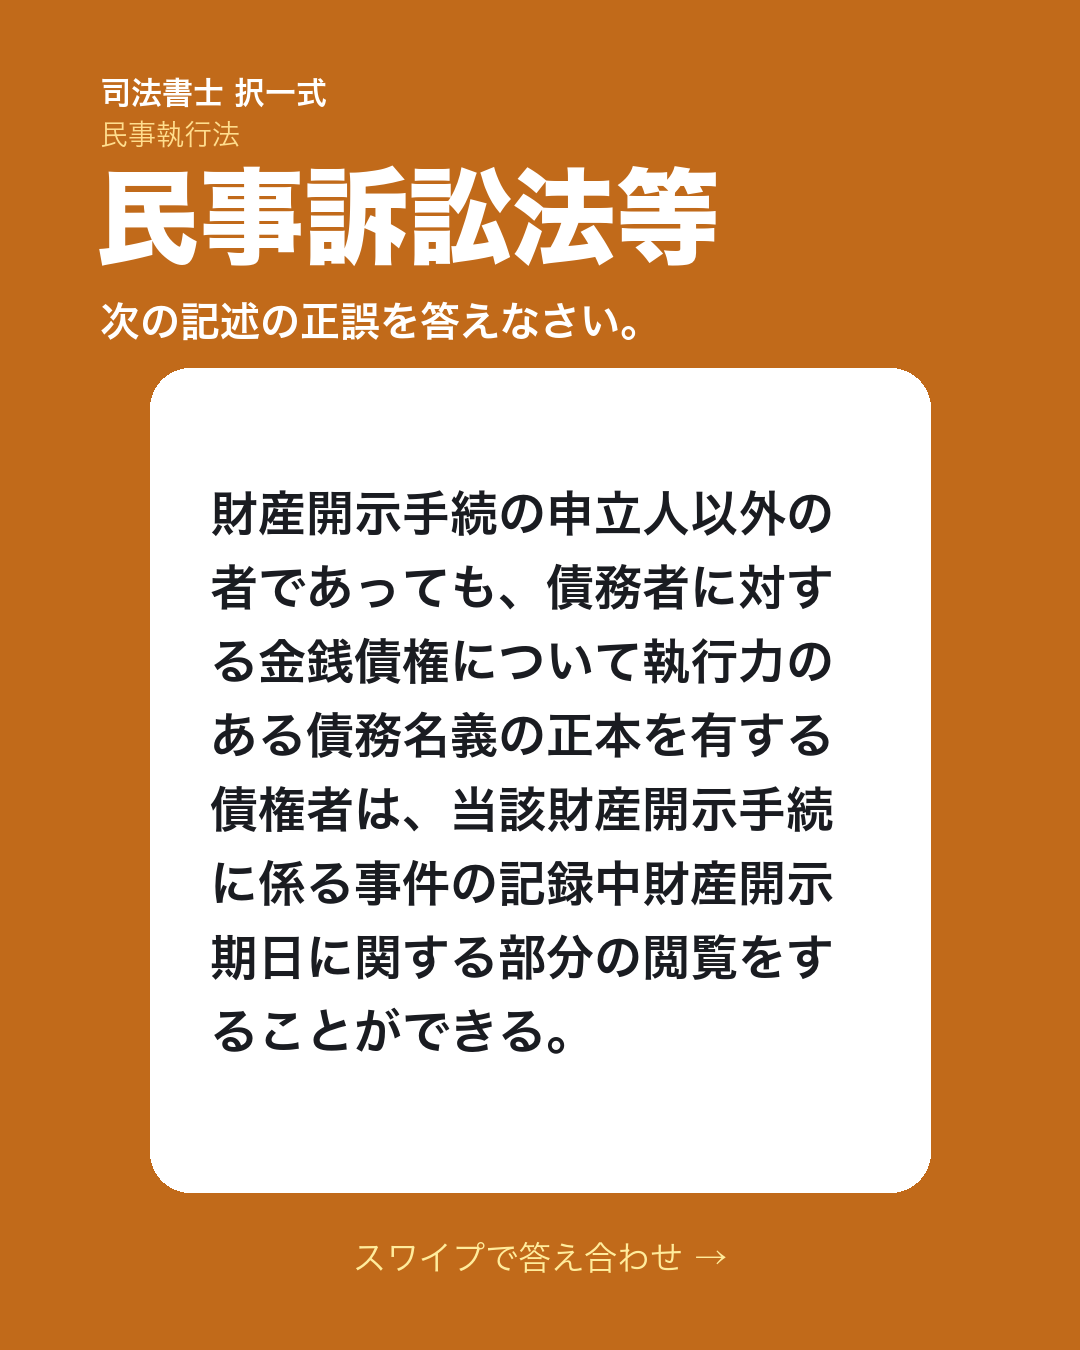 司法書士 択一式
民事執行法
民事訴訟法等
次の記述の正誤を答えなさい。
財産開示手続の申立人以外の
者であっても、債務者に対す
る金銭債権について執行力の
ある債務名義の正本を有する
債権者は、当該財産開示手続
に係る事件の記録中財産開示
期日に関する部分の閲覧をす
ることができる。
スワイプで答え合わせ →